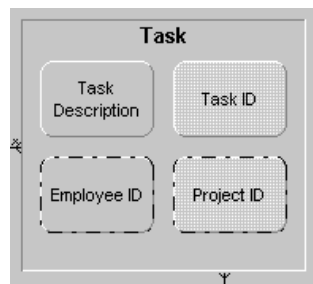 Task
Task
Description
Task ID
Employee ID
Project ID